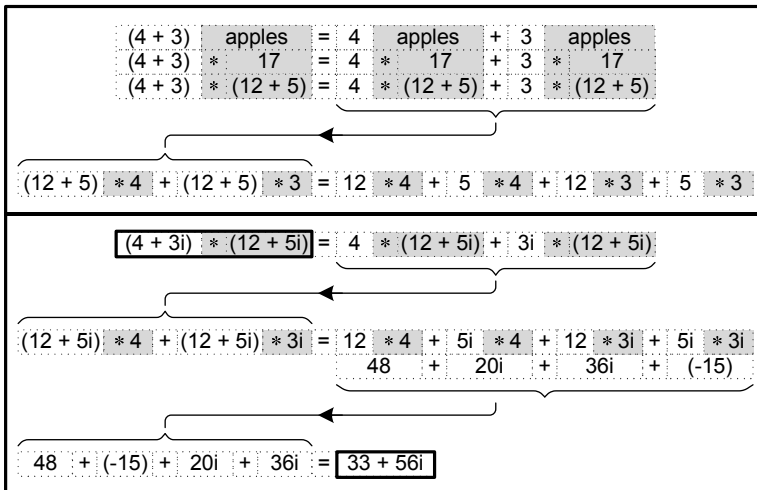 (4 + 3) apples = 4 apples + 3 apples
(4 + 3) * 17 = 4 * 17 + 3 * 17
(4 + 3) * (12 + 5) = 4 * (12 + 5) + 3 * (12 + 5)
(12 + 5) * 4 + (12 + 5) * 3 = 12 * 4 + 5 * 4 + 12 * 3 + 5 * 3
(4 + 3i) * (12 + 5i) = 4 * (12 + 5i) + 3i * (12 + 5i)
(12 + 5i) * 4 + (12 + 5i) * 3i = 12 * 4 + 5i * 4 + 12 * 3i + 5i * 3i
48 + 20i + 36i + (-15)
48 + (-15) + 20i + 36i = 33 + 56i